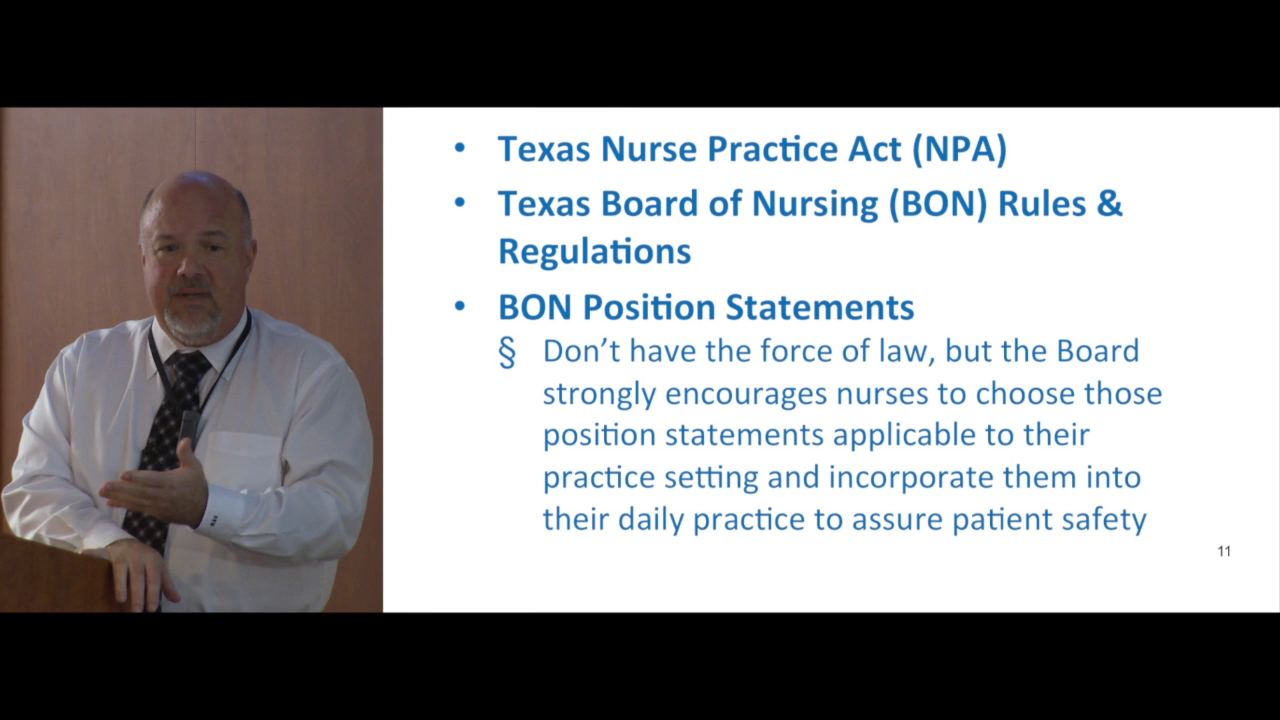 • Texas Nurse Practice Act (NPA)
• Texas Board of Nursing (BON) Rules &
Regulations
• BON Position Statements
§ Don’t have the force of law, but the Board
strongly encourages nurses to choose those
position statements applicable to their
practice setting and incorporate them into
their daily practice to assure patient safety
11